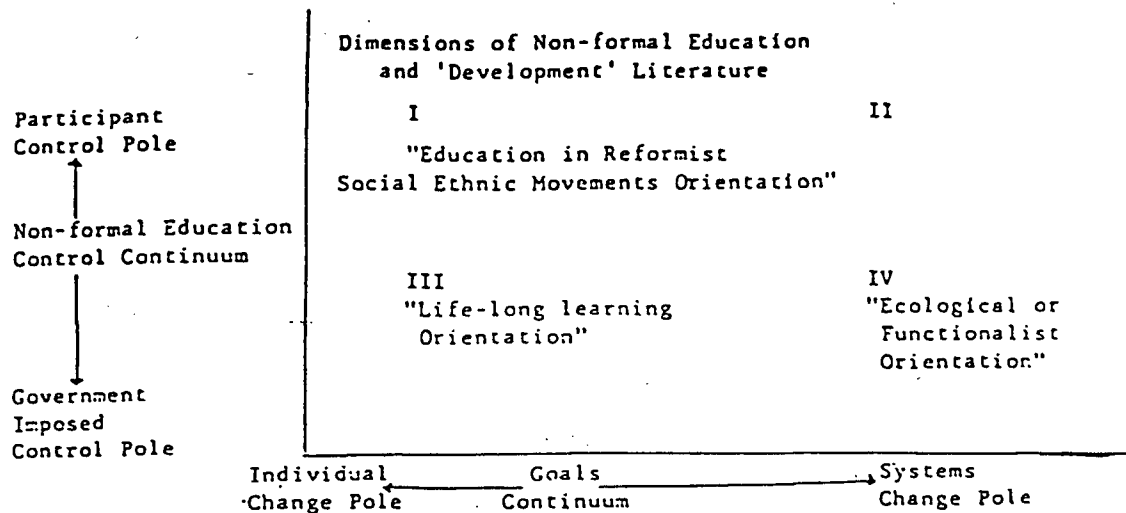 Dimensions of Non-formal Education
and 'Development' Literature
Participant
Control Pole
I
II
"Education in Reformist
Social Ethnic Movements Orientation"
Non-formal Education
Control Continuum
III
"Life-long learning
Orientation"
IV
"Ecological or
Functionalist
Orientation"
Government
Imposed
Control Pole
Individual
Change Pole
Goals
Continuum
Systems
Change Pole